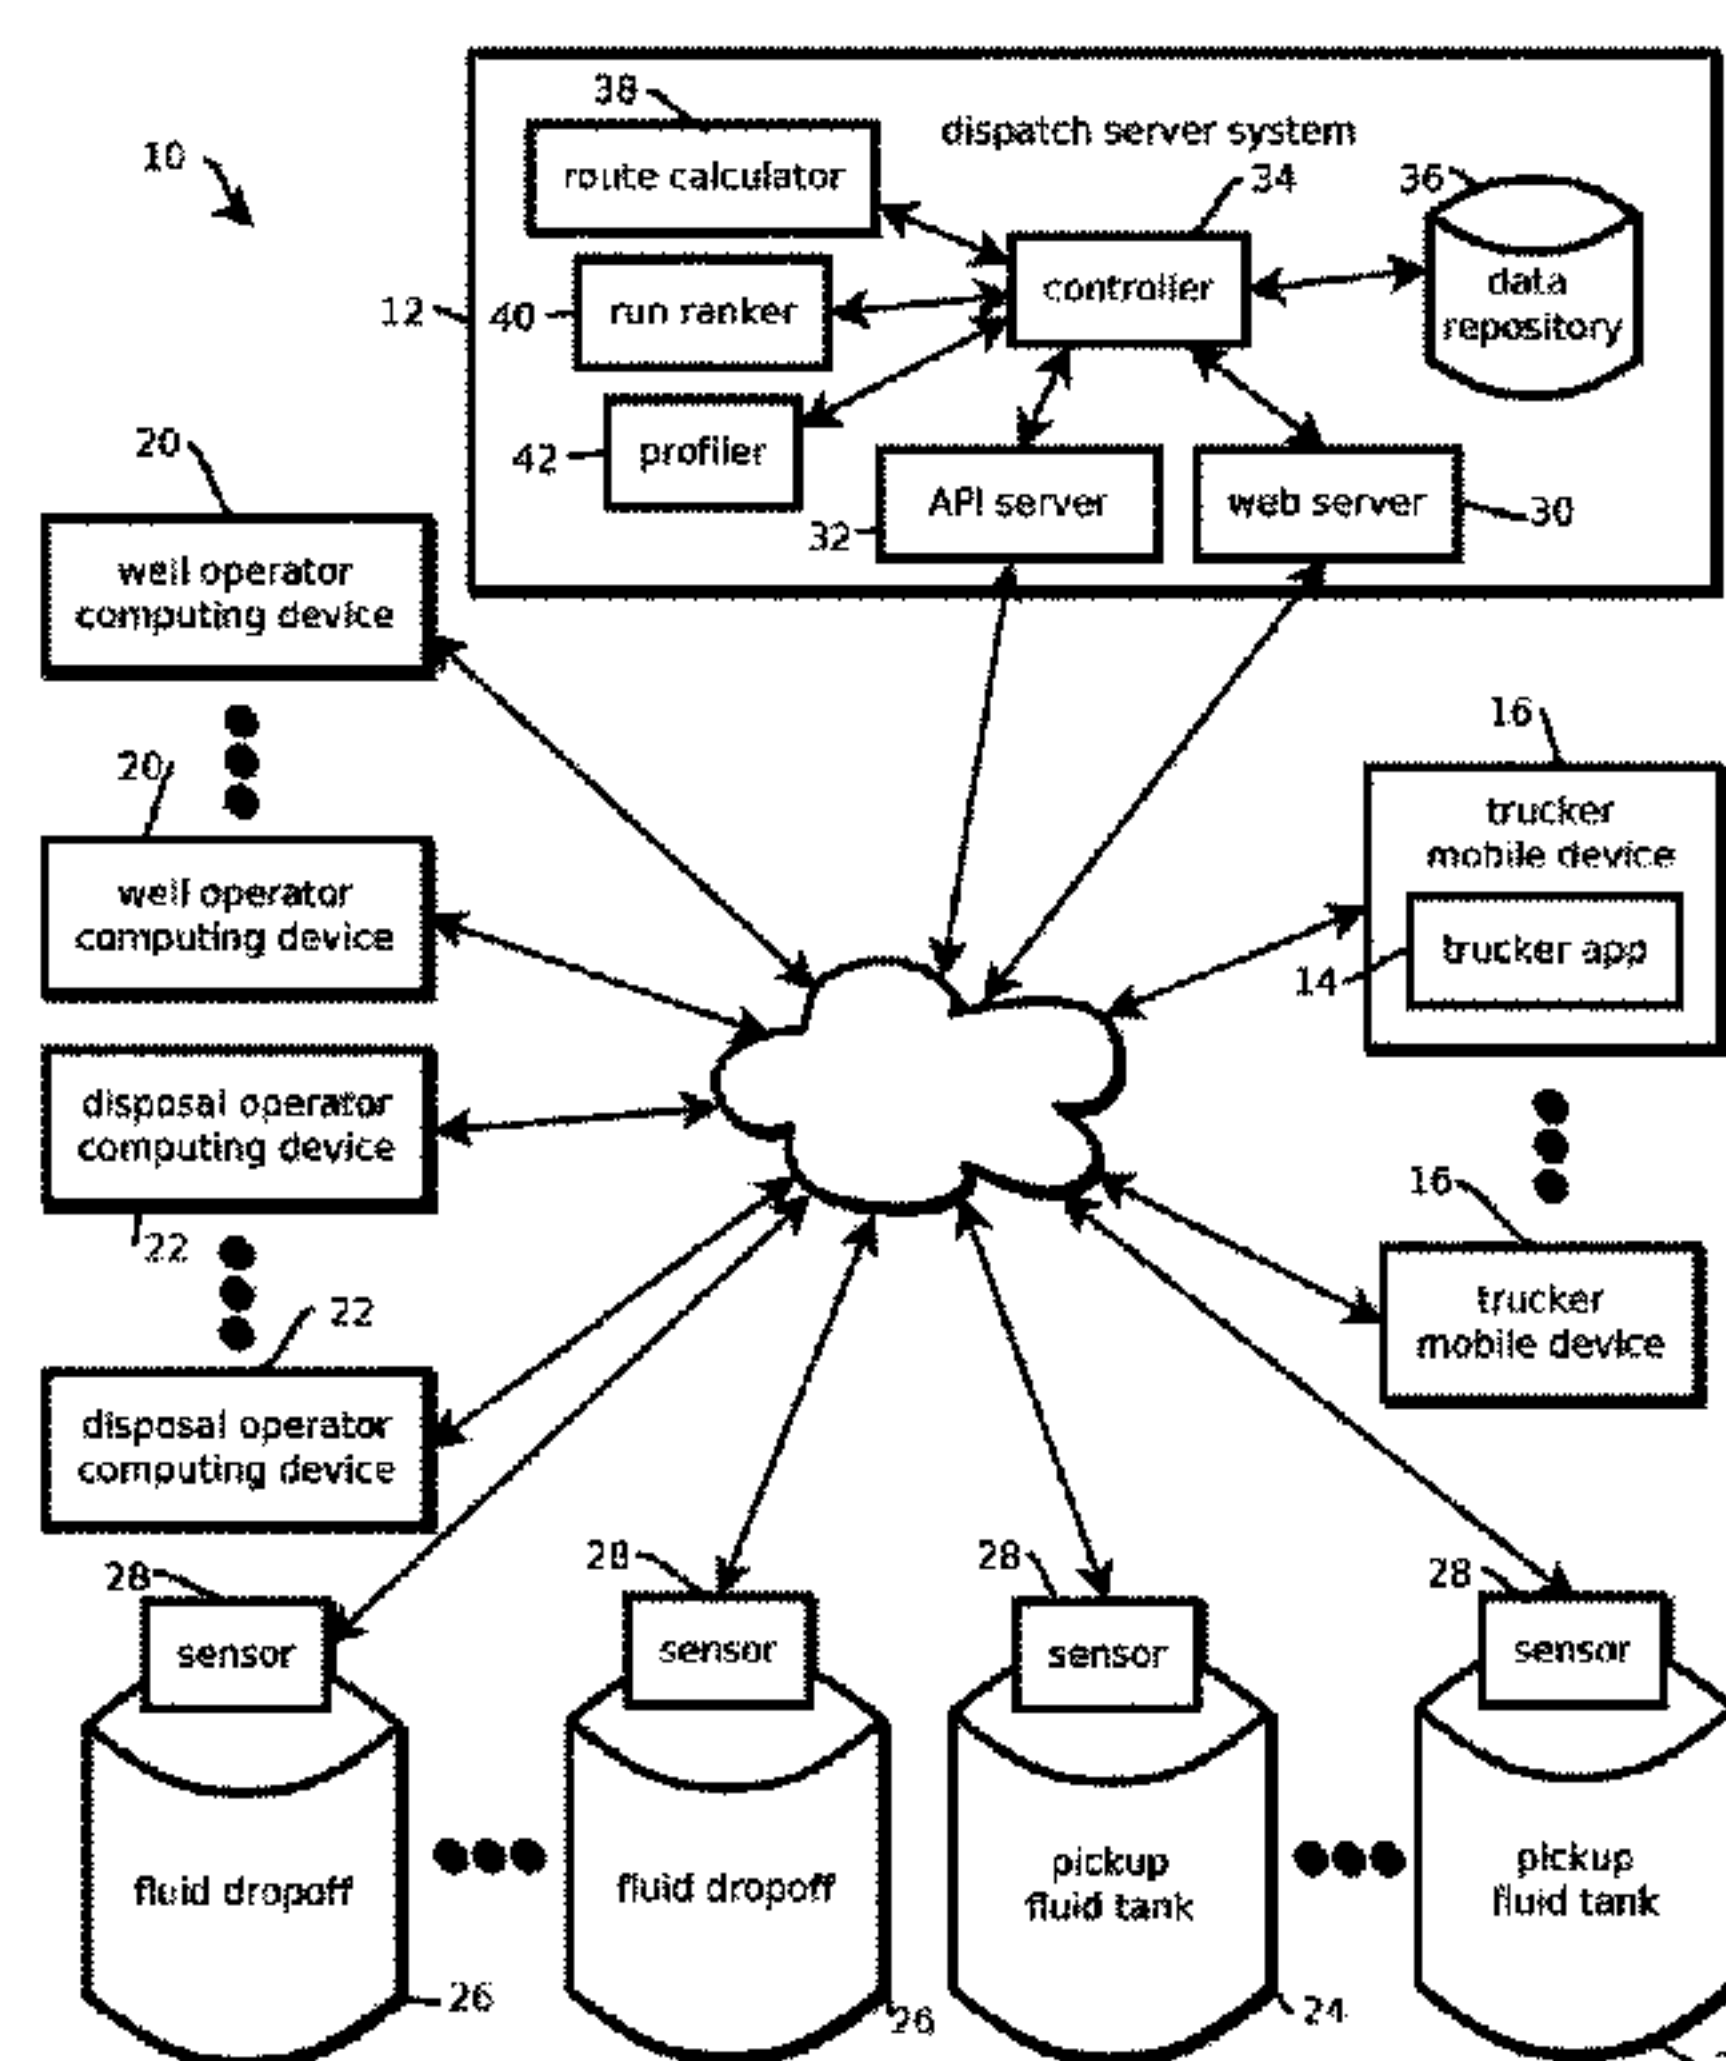 38
dispatch server system
10
route calculator
34
36
controller
data
repository
12
40
run ranker
20
42
profiler
API server
web server
32
30
well operator
computing device
16
20
trucker
mobile device
well operator
computing device
trucker app
14
disposal operator
computing device
16
22
22
trucker
mobile device
disposal operator
computing device
28
28
28
28
sensor
sensor
sensor
sensor
fluid dropoff
fluid dropoff
pickup
fluid tank
pickup
fluid tank
26
26
24